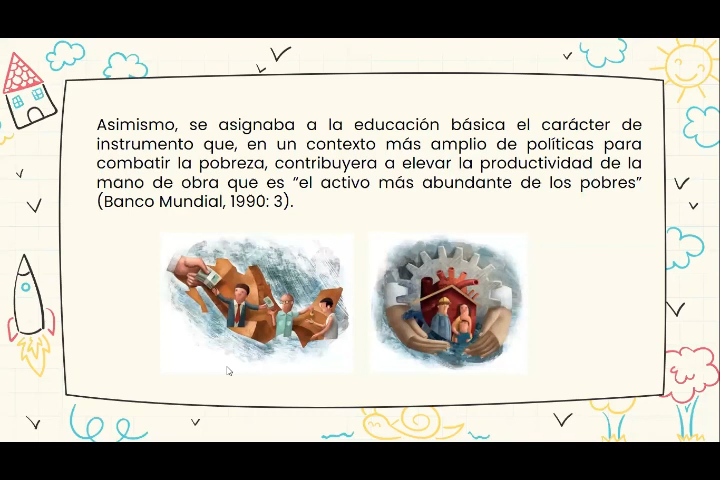 Asimismo, se asignaba a la educación básica el carácter de
instrumento que, en un contexto más amplio de políticas para
combatir la pobreza, contribuyera a elevar la productividad de la
mano de obra que es “el activo más abundante de los pobres”
(Banco Mundial, 1990: 3).